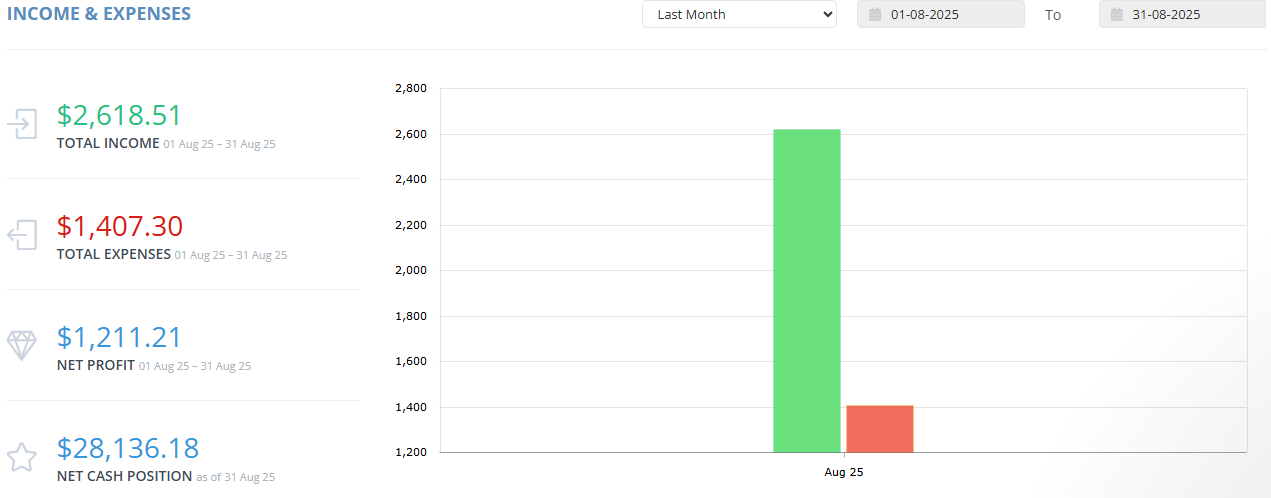 INCOME & EXPENSES
Last Month
01-08-2025
To
31-08-2025
$2,618.51
TOTAL INCOME 01 Aug 25 – 31 Aug 25
$1,407.30
TOTAL EXPENSES 01 Aug 25 – 31 Aug 25
$1,211.21
NET PROFIT 01 Aug 25 – 31 Aug 25
$28,136.18
NET CASH POSITION as of 31 Aug 25
2,800
2,600
2,400
2,200
2,000
1,800
1,600
1,400
1,200
Aug 25